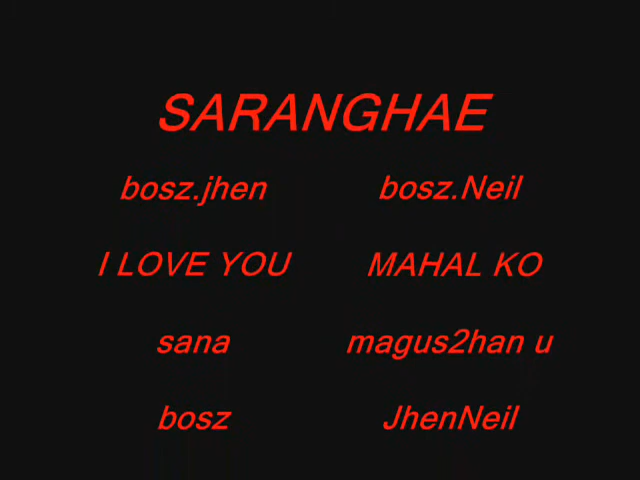 SARANGHAE
bosz.jhen bosz.Neil
I LOVE YOU MAHAL KO
sana magus2han u
bosz JhenNeil